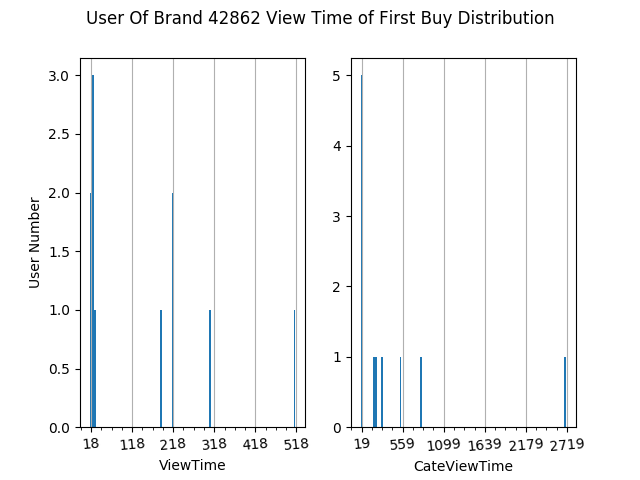 User Of Brand 42862 View Time of First Buy Distribution
User Number
3.0
2.5
2.0
1.5
1.0
0.5
0.0
18 118 218 318 418 518
ViewTime
5
4
3
2
1
0
19 559 1099 1639 2179 2719
CateViewTime